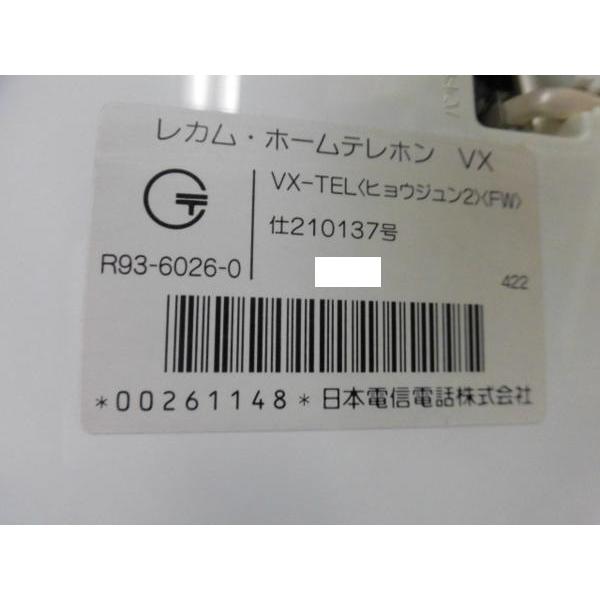 レカム・ホームテレホン VX
VX-TEL〈ヒョウジュン2〉〈FW〉
仕210137号
R93-6026-0
422
*00261148*日本電信電話株式会社